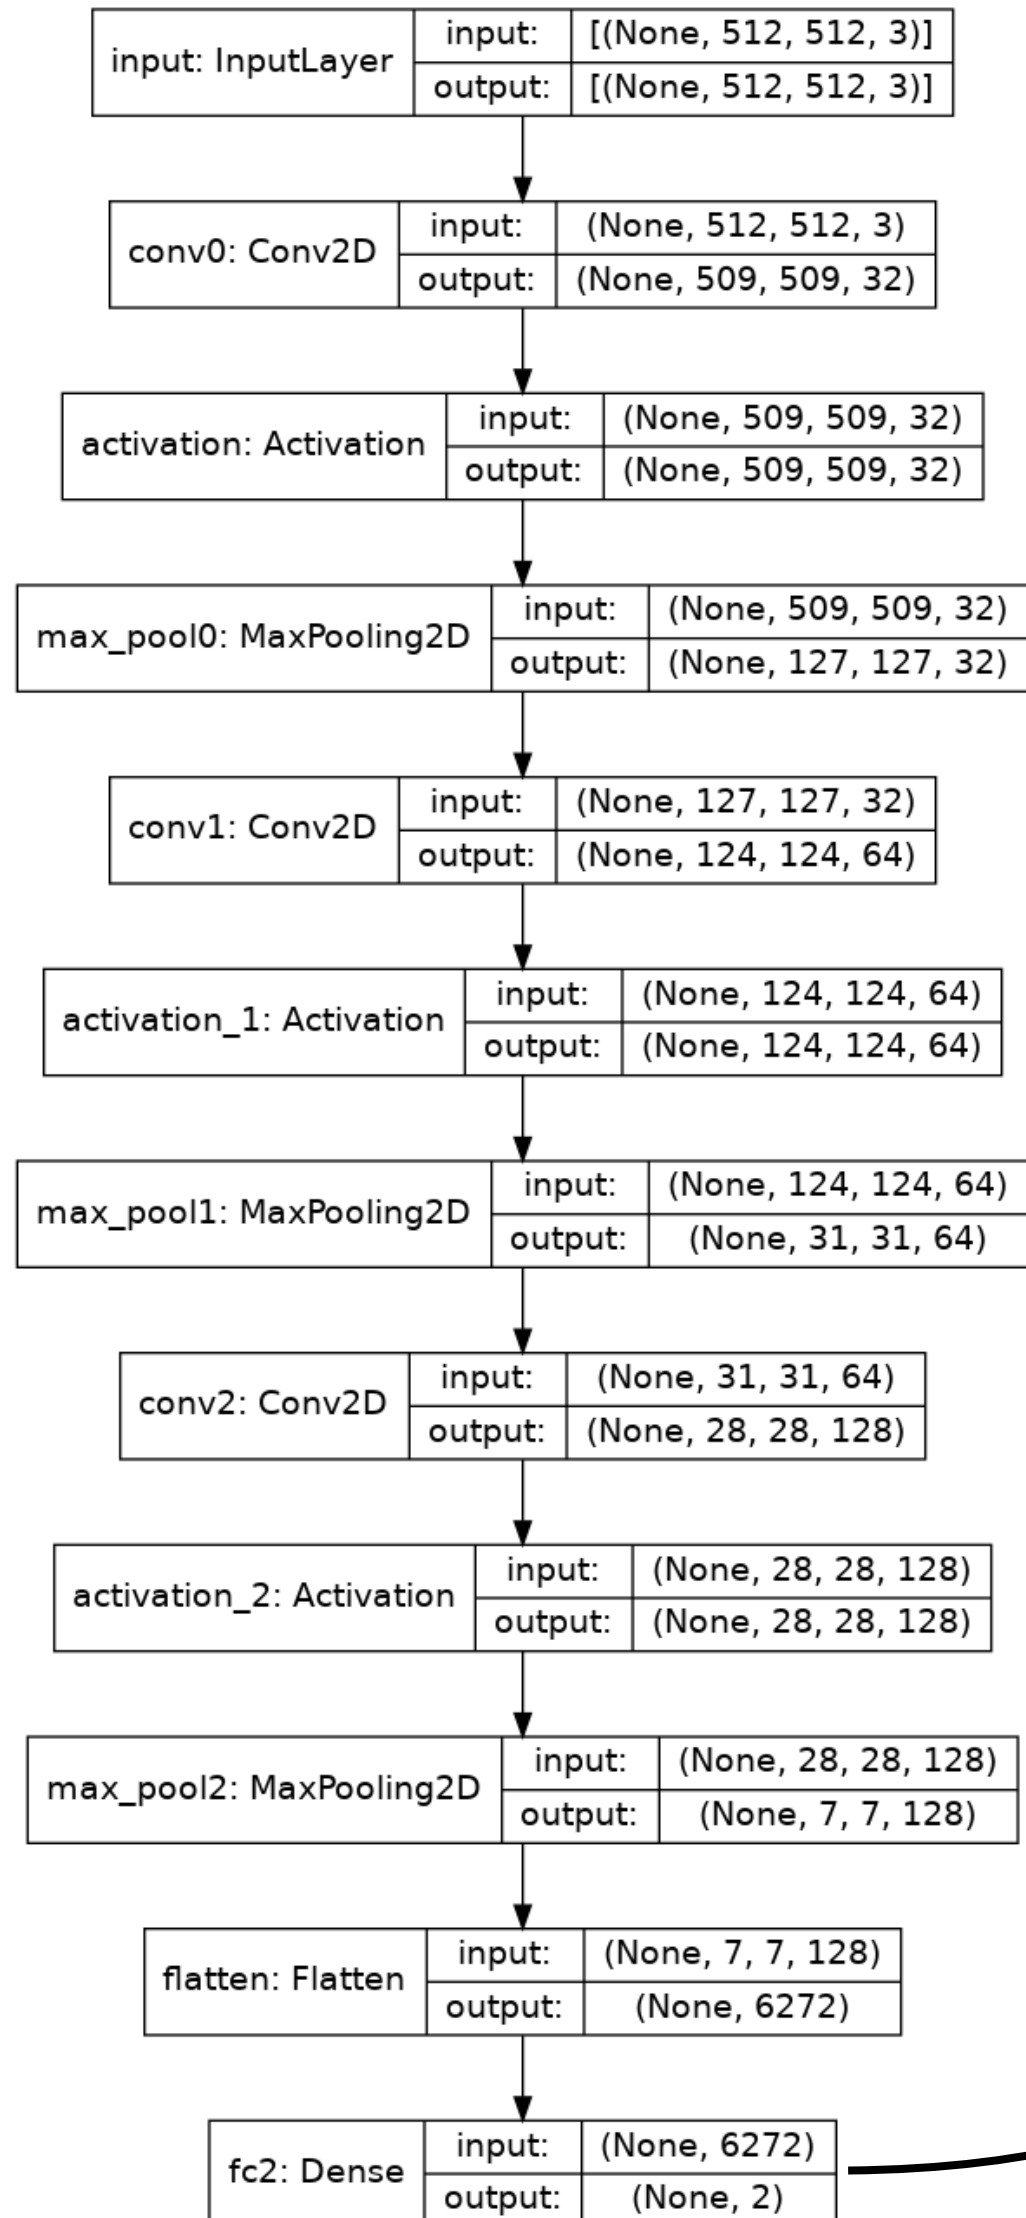 input: InputLayer
input: [(None, 512, 512, 3)]
output: [(None, 512, 512, 3)]
conv0: Conv2D
input: (None, 512, 512, 3)
output: (None, 509, 509, 32)
activation: Activation
input: (None, 509, 509, 32)
output: (None, 509, 509, 32)
max_pool0: MaxPooling2D
input: (None, 509, 509, 32)
output: (None, 127, 127, 32)
conv1: Conv2D
input: (None, 127, 127, 32)
output: (None, 124, 124, 64)
activation_1: Activation
input: (None, 124, 124, 64)
output: (None, 124, 124, 64)
max_pool1: MaxPooling2D
input: (None, 124, 124, 64)
output: (None, 31, 31, 64)
conv2: Conv2D
input: (None, 31, 31, 64)
output: (None, 28, 28, 128)
activation_2: Activation
input: (None, 28, 28, 128)
output: (None, 28, 28, 128)
max_pool2: MaxPooling2D
input: (None, 28, 28, 128)
output: (None, 7, 7, 128)
flatten: Flatten
input: (None, 7, 7, 128)
output: (None, 6272)
fc2: Dense
input: (None, 6272)
output: (None, 2)